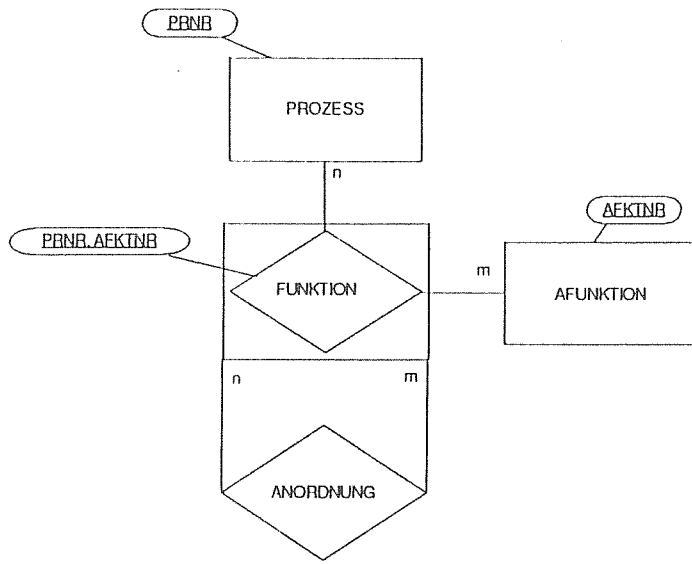 PRNR
PROZESS
n
AFKTNR
PRNR, AFKTNR
FUNKTION
m
AFUNKTION
n
m
ANORDNUNG